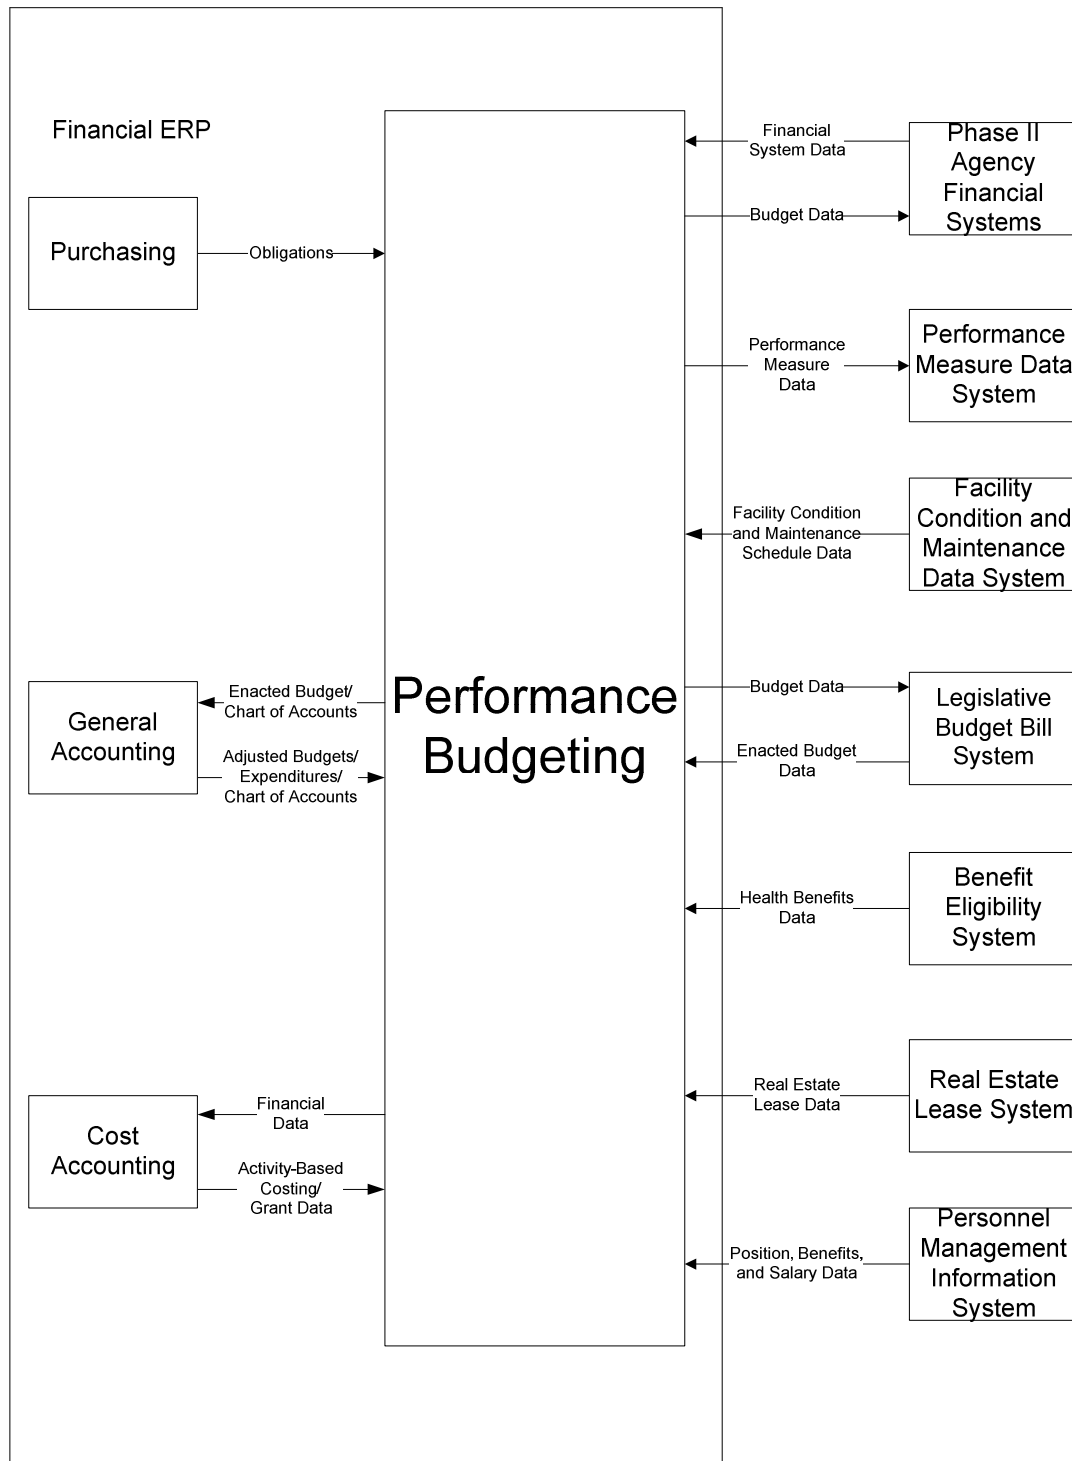 Financial ERP
Purchasing
Obligations
General
Accounting
Enacted Budget/
Chart of Accounts
Adjusted Budgets/
Expenditures/
Chart of Accounts
Cost
Accounting
Financial
Data
Activity-Based
Costing/
Grant Data
Performance
Budgeting
Financial
System Data
Budget Data
Phase II
Agency
Financial
Systems
Performance
Measure
Data
Performance
Measure Data
System
Facility Condition
and Maintenance
Schedule Data
Facility
Condition and
Maintenance
Data System
Budget Data
Enacted Budget
Data
Legislative
Budget Bill
System
Health Benefits
Data
Benefit
Eligibility
System
Real Estate
Lease Data
Real Estate
Lease System
Position, Benefits,
and Salary Data
Personnel
Management
Information
System